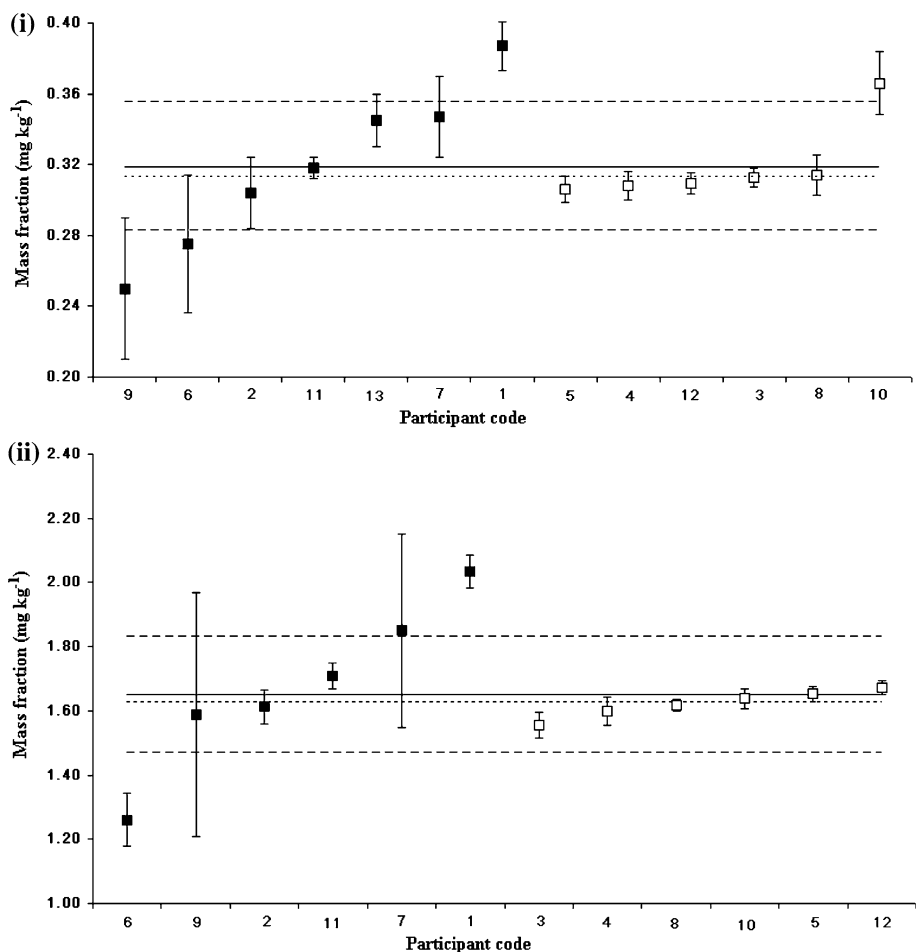 (i)
0.40
0.36
0.32
0.28
0.24
0.20
Mass fraction (mg kg-1)
9 6 2 11 13 7 1 5 4 12 3 8 10
Participant code
(ii)
2.40
2.20
2.00
1.80
1.60
1.40
1.20
1.00
Mass fraction (mg kg-1)
6 9 2 11 7 1 3 4 8 10 5 12
Participant code